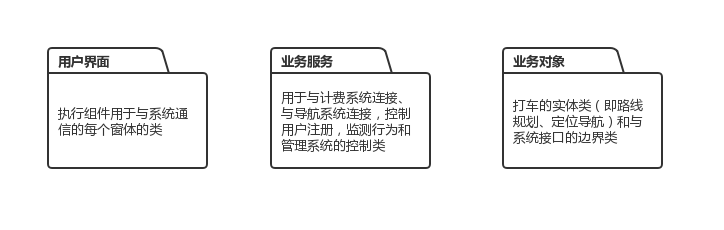 用户界面
执行组件用于与系统通
信的每个窗体的类
业务服务
用于与计费系统连接、
与导航系统连接，控制
用户注册，监测行为和
管理系统的控制类
业务对象
打车的实体类（即路线
规划、定位导航）和与
系统接口的边界类